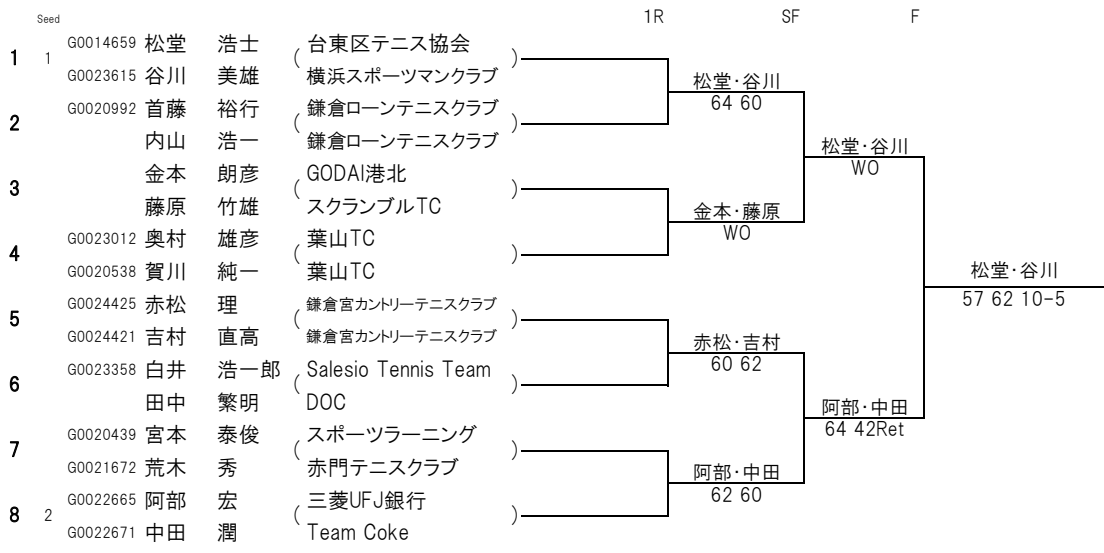 Seed 1R SF F
G0014659 松堂 浩士 ( 台東区テニス協会 )
1 1
G0023615 谷川 美雄 横浜スポーツマンクラブ
松堂・谷川
64 60
G0020992 首藤 裕行 ( 鎌倉ローンテニスクラブ )
2
内山 浩一 鎌倉ローンテニスクラブ
松堂・谷川
WO
金本 朗彦 ( GODAI港北 )
3
藤原 竹雄 スクランブルTC
金本・藤原
WO
G0023012 奥村 雄彦 ( 葉山TC )
4
G0020538 賀川 純一 葉山TC
松堂・谷川
57 62 10-5
G0024425 赤松 理 ( 鎌倉宮カントリーテニスクラブ )
5
G0024421 吉村 直高 鎌倉宮カントリーテニスクラブ
赤松・吉村
60 62
G0023358 白井 浩一郎 ( Salesio Tennis Team )
6
田中 繁明 DOC
阿部・中田
64 42Ret
G0020439 宮本 泰俊 ( スポーツラーニング )
7
G0021672 荒木 秀 赤門テニスクラブ
阿部・中田
62 60
G0022665 阿部 宏 ( 三菱UFJ銀行 )
8 2
G0022671 中田 潤 Team Coke